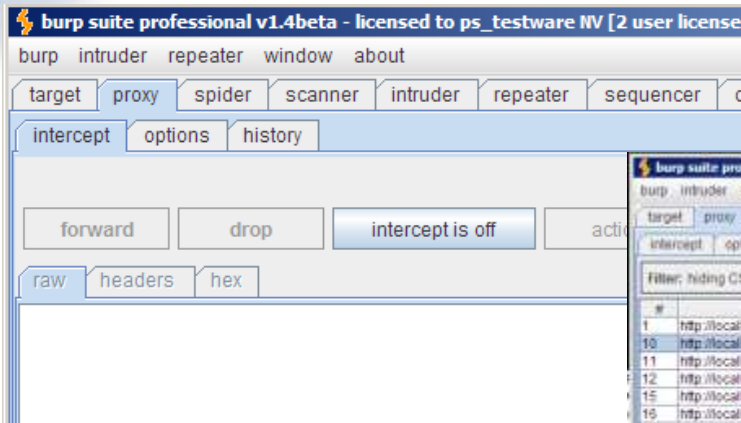 burp suite professional v1.4beta - licensed to ps_testware NV [2 user license
burp intruder repeater window about
target proxy spider scanner intruder repeater sequencer
intercept options history
forward drop intercept is off actio
raw headers hex
burp suite pro
burp intruder
target proxy
intercept op
Filter: hiding CS
#
1 http://local
10 http://local
11 http://local
12 http://local
15 http://local
16 http://local